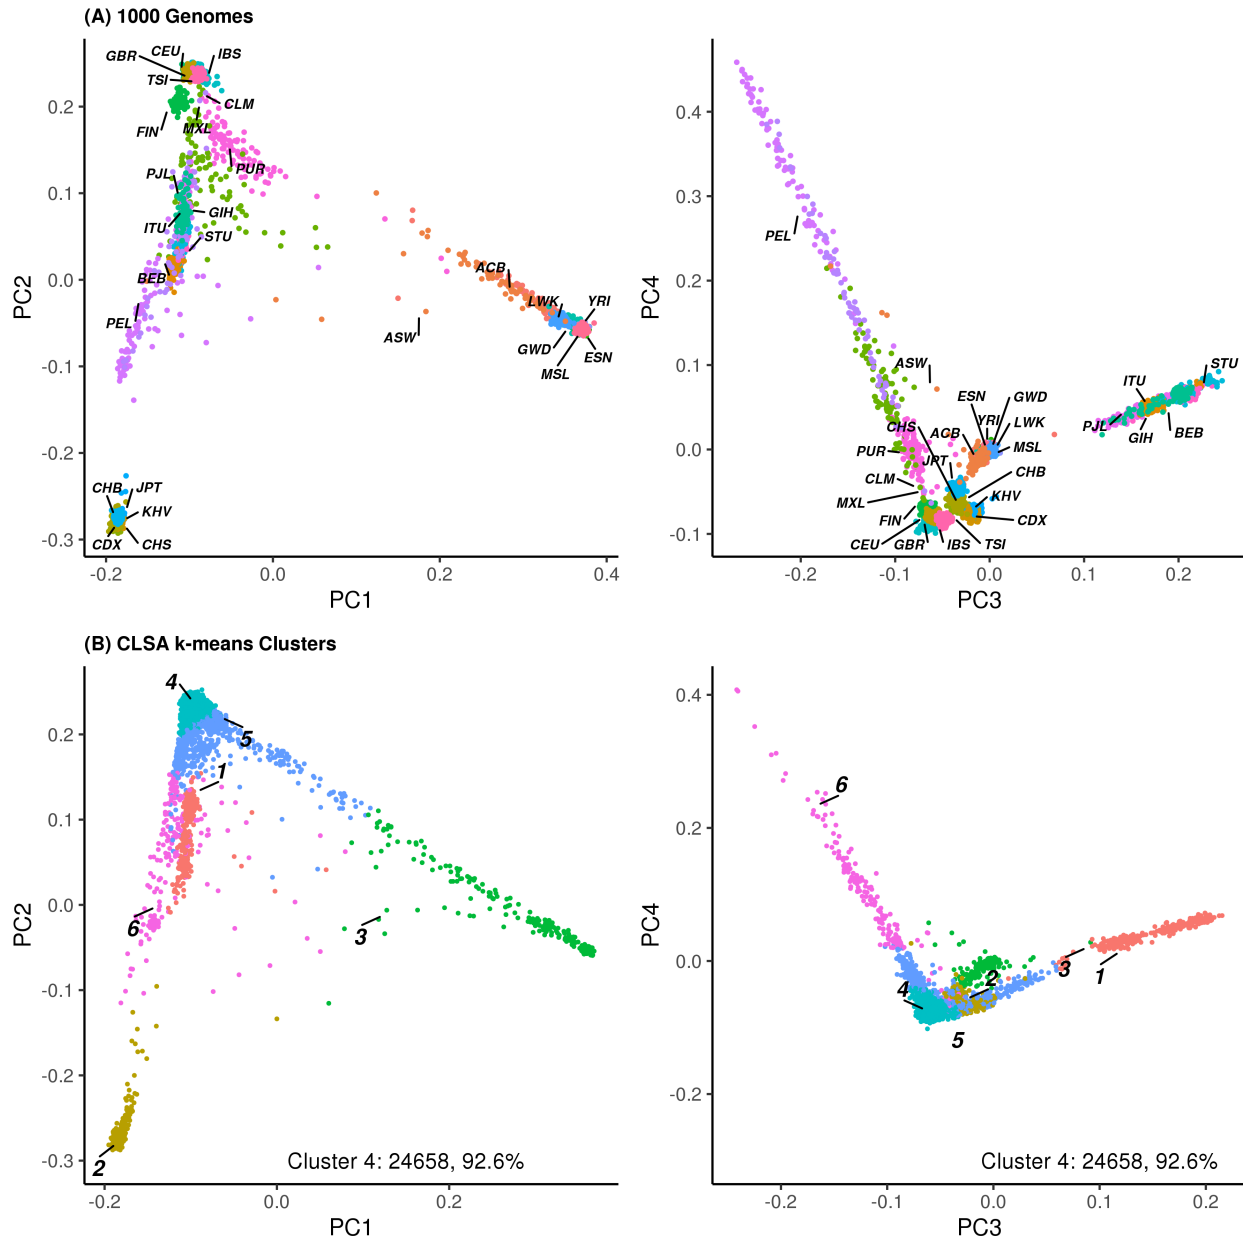 (A) 1000 Genomes
GBR
CEU
IBS
TSI
CLM
FIN
MXL
PUR
PJL
GIH
ITU
STU
BEB
PEL
ACB
LWK
YRI
ASW
GWD
ESN
MSL
CHB
JPT
KHV
CDX
CHS
0.2
0.1
0.0
-0.1
-0.2
-0.3
PC2
-0.2
0.0
0.2
0.4
PC1
PEL
ASW
ESN
GWD
CHS
ACB
YRI
LWK
PUR
JPT
MSL
CLM
CHB
MXL
KHV
FIN
CDX
CEU
GBR
IBS
TSI
ITU
STU
PJL
GIH
BEB
0.4
0.3
0.2
0.1
0.0
-0.1
PC4
-0.2
-0.1
0.0
0.1
0.2
PC3
(B) CLSA k-means Clusters
4
5
1
6
3
2
Cluster 4: 24658, 92.6%
0.2
0.1
0.0
-0.1
-0.2
-0.3
PC2
-0.2
0.0
0.2
PC1
6
2
3
1
4
5
Cluster 4: 24658, 92.6%
0.4
0.2
0.0
-0.2
PC4
-0.2
-0.1
0.0
0.1
0.2
PC3